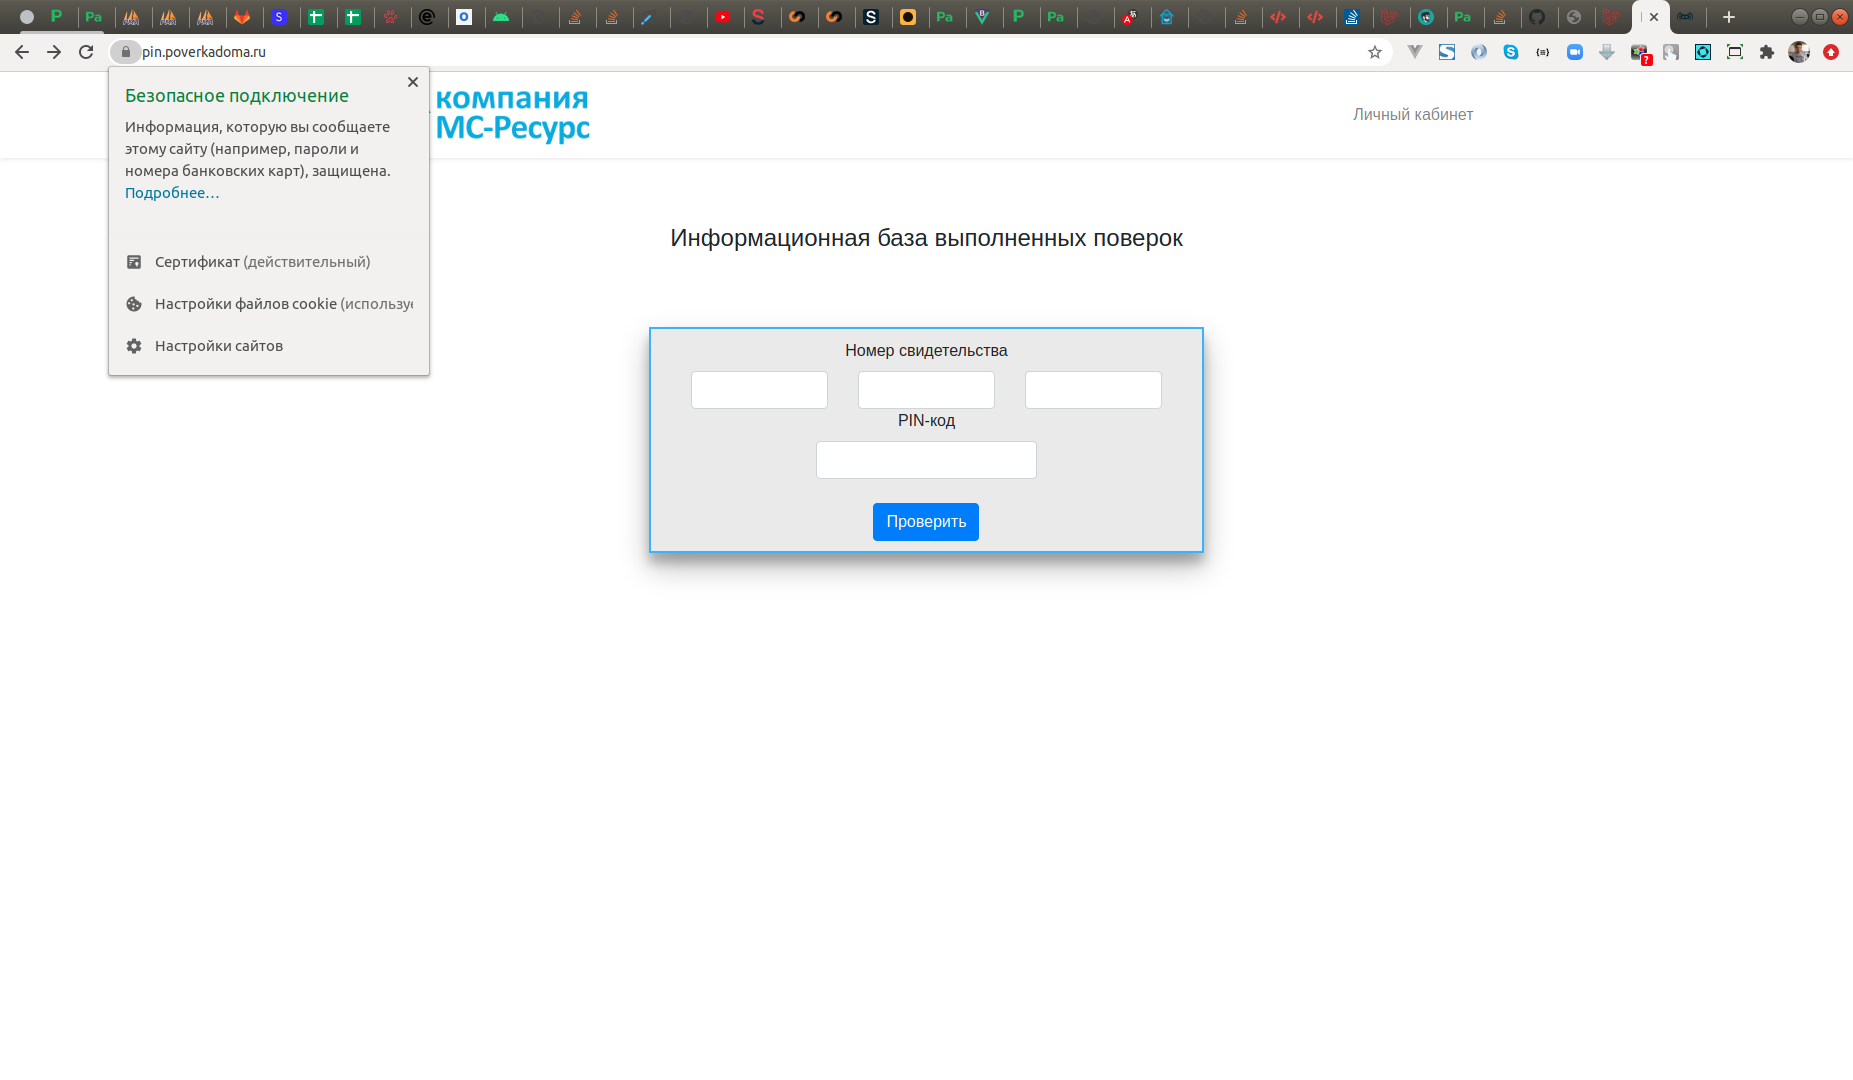 pin.poverkadoma.ru
Безопасное подключение
Информация, которую вы сообщаете
этому сайту (например, пароли и
номера банковских карт), защищена.
Подробнее…
Сертификат (действительный)
Настройки файлов cookie (используе
Настройки сайтов
компания
МС-Ресурс
Личный кабинет
Информационная база выполненных поверок
Номер свидетельства
PIN-код
Проверить